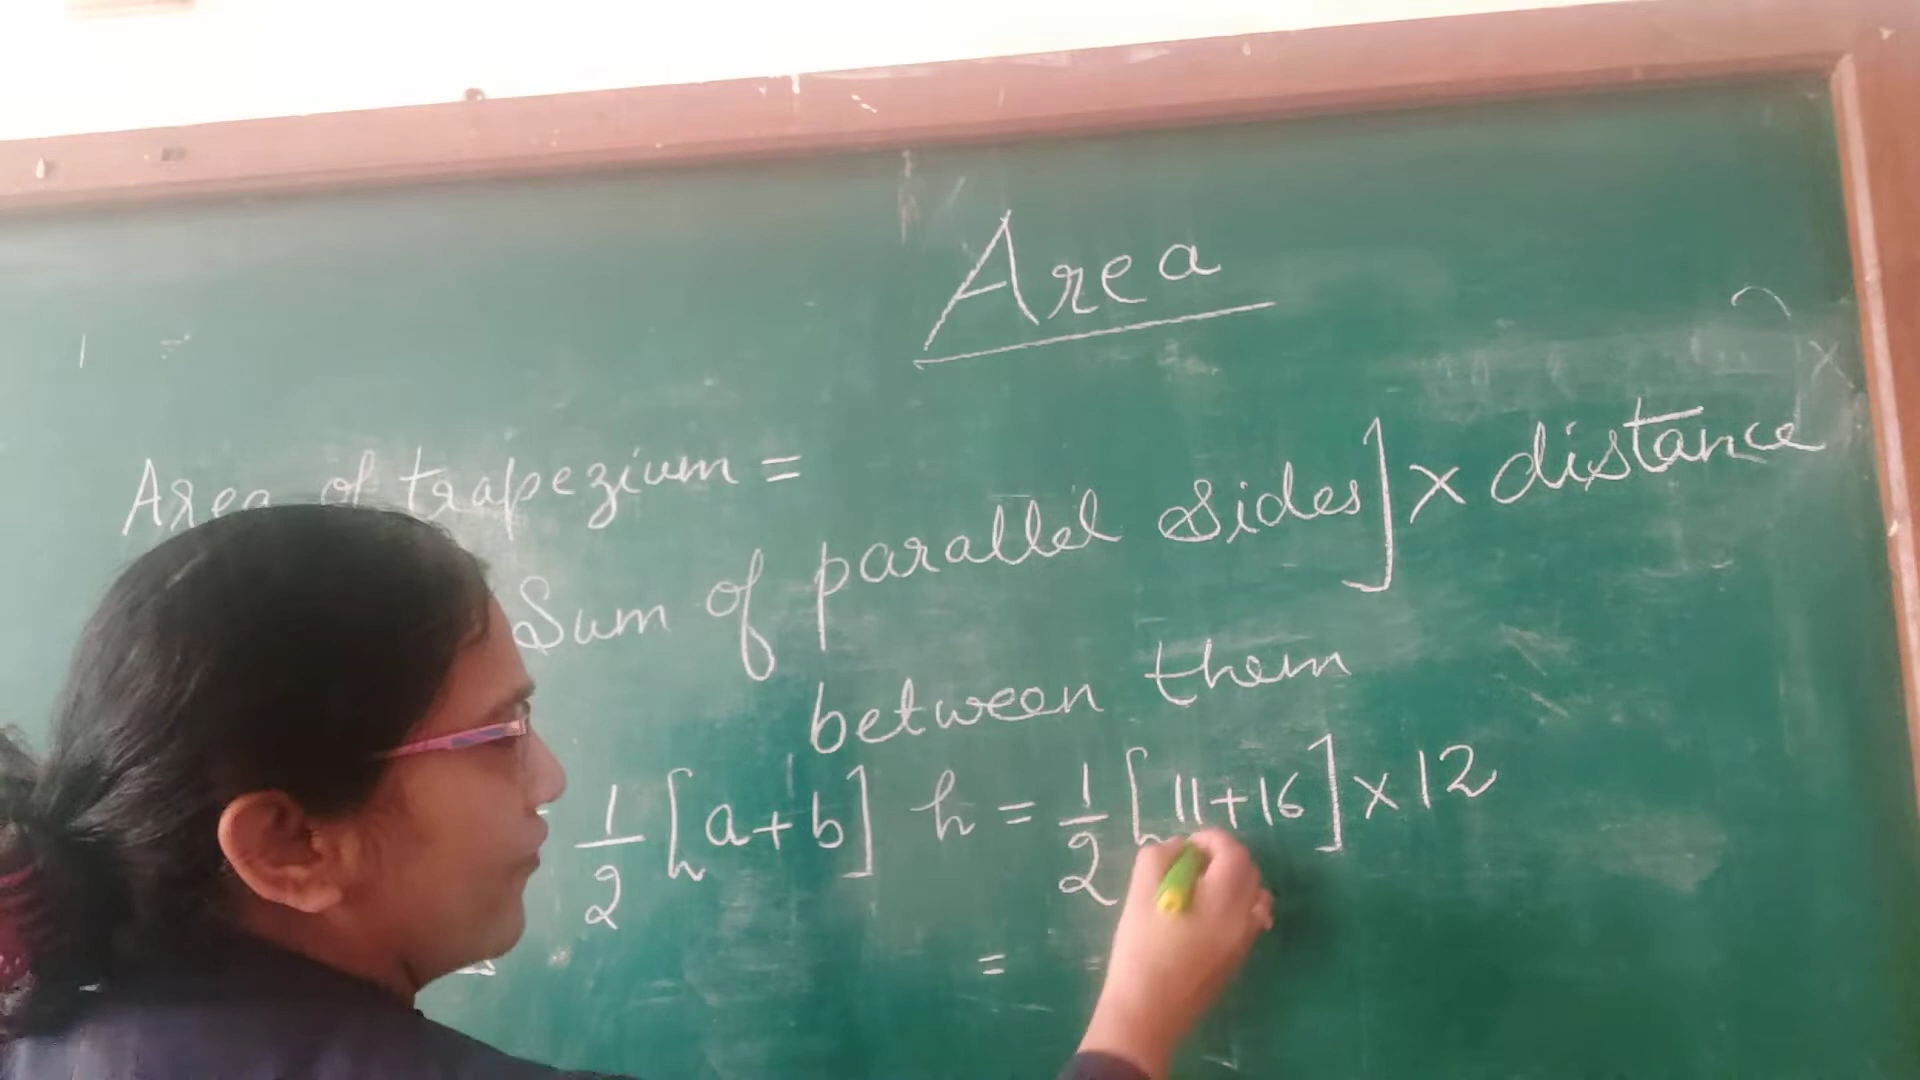 Area
Area of trapezium =
Sum of parallel sides] × distance
between them
1/2 [a+b] h = 1/2 [11+16] × 12
=